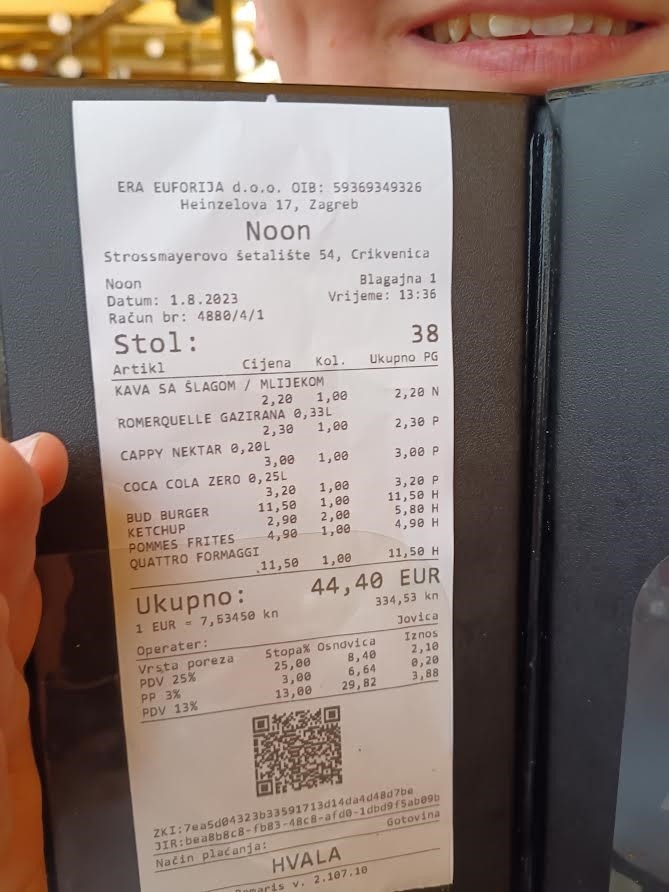 ERA EUFORIJA d.o.o. OIB: 59369349326
Heinzelova 17, Zagreb
Noon
Strossmayerovo šetalište 54, Crikvenica
Noon Blagajna 1
Datum: 1.8.2023 Vrijeme: 13:36
Račun br: 4880/4/1
Stol: 38
Artikl Cijena Kol. Ukupno PG
KAVA SA ŠLAGOM / MLIJEKOM
2,20 1,00 2,20 N
ROMERQUELLE GAZIRANA 0,33L
2,30 1,00 2,30 P
CAPPY NEKTAR 0,20L
3,00 1,00 3,00 P
COCA COLA ZERO 0,25L
3,20 1,00 3,20 P
BUD BURGER 11,50 1,00 11,50 H
KETCHUP 2,90 2,00 5,80 H
POMMES FRITES 4,90 1,00 4,90 H
QUATTRO FORMAGGI
11,50 1,00 11,50 H
Ukupno: 44,40 EUR
1 EUR = 7,53450 kn 334,53 kn
Operater: Jovica
Vrsta poreza Stopa% Osnovica Iznos
PDV 25% 25,00 8,40 2,10
PP 3% 3,00 6,64 0,20
PDV 13% 13,00 29,82 3,88
ZKI:7ea5d04323b33591713d14da4d48d7be
JIR:bea8b8c8-fb83-48c8-afd0-1dbd9f5ab09b
Način plaćanja: Gotovina
HVALA
Remaris v. 2.107.10